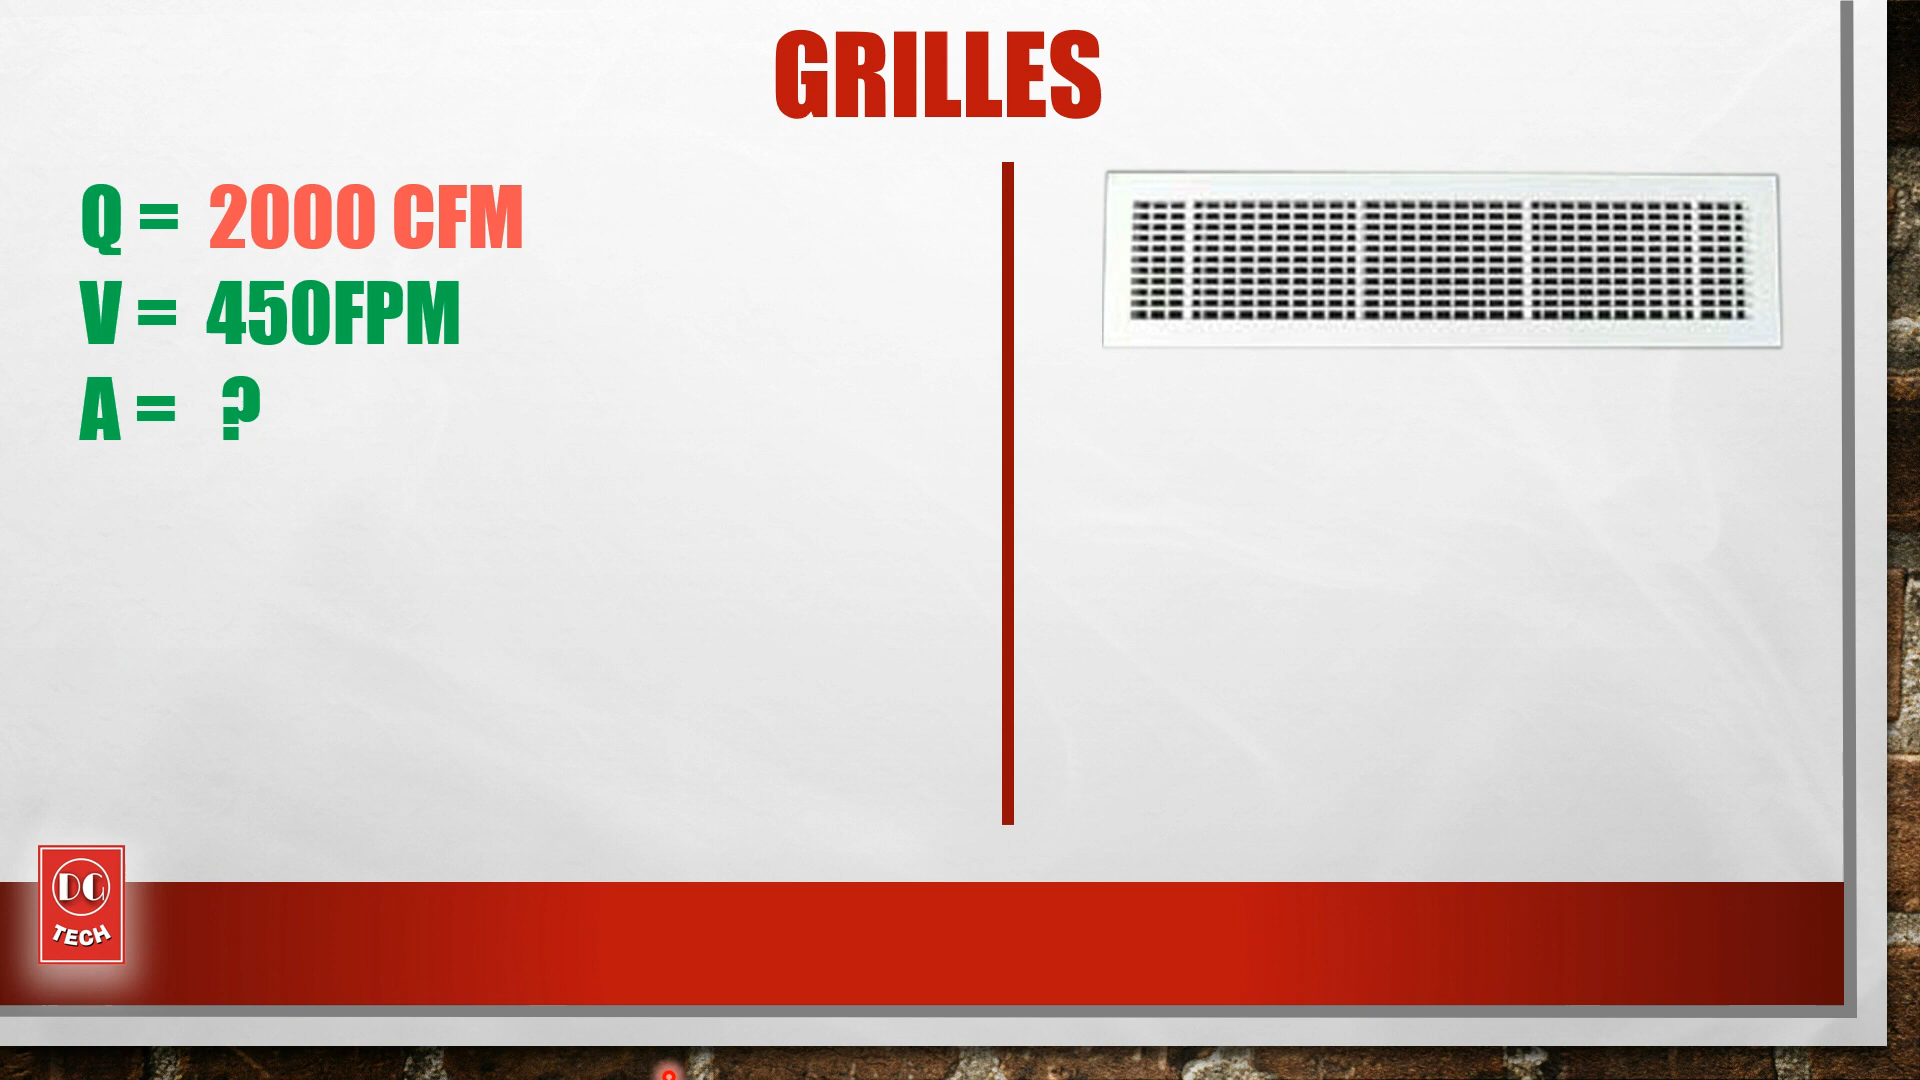 GRILLES
Q = 2000 CFM
V = 450FPM
A = ?
DC
TECH